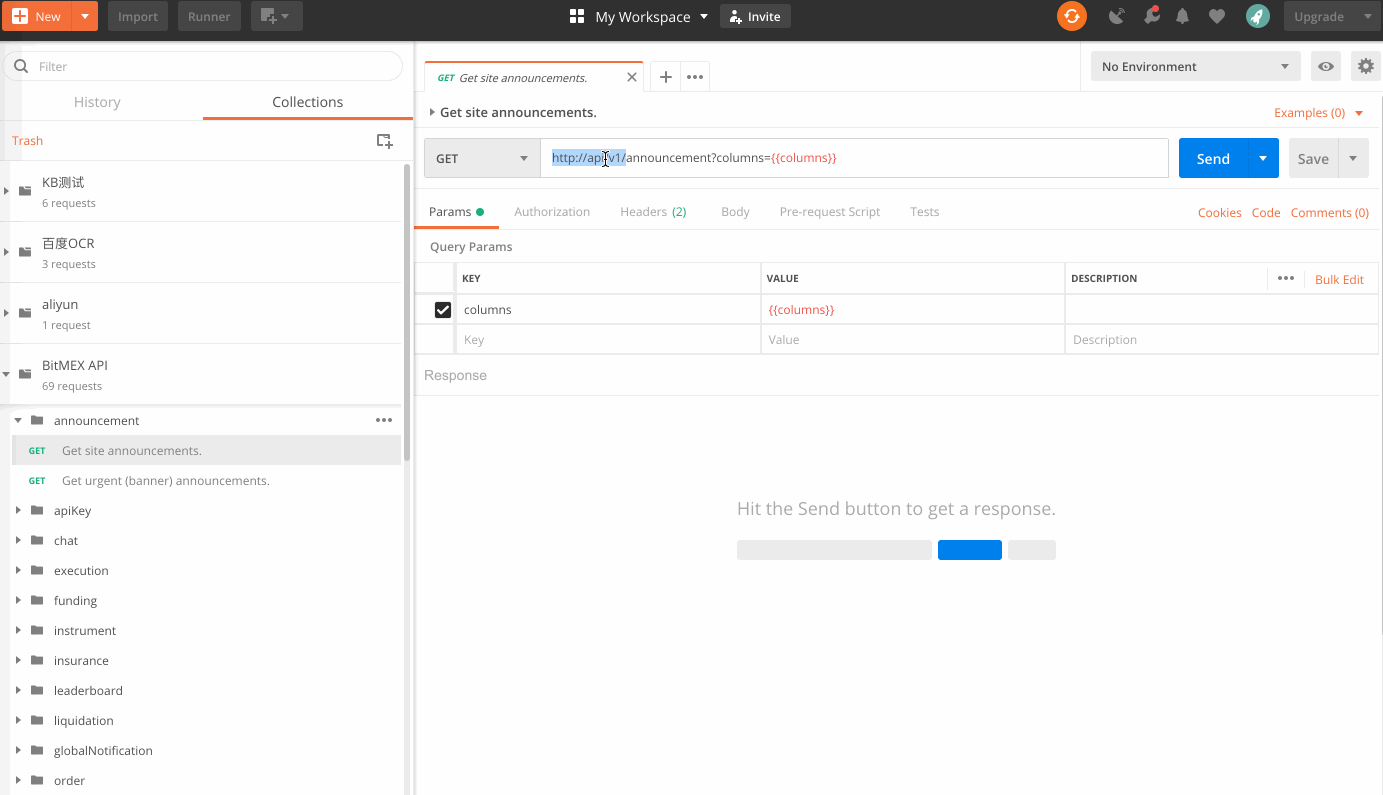 New
Import
Runner
My Workspace
Invite
Upgrade
Filter
History
Collections
Trash
KB测试
6 requests
百度OCR
3 requests
aliyun
1 request
BitMEX API
69 requests
announcement
GET Get site announcements.
GET Get urgent (banner) announcements.
apiKey
chat
execution
funding
instrument
insurance
leaderboard
liquidation
globalNotification
order
GET Get site announcements.
No Environment
Get site announcements.
Examples (0)
GET
http://api/v1/announcement?columns={{columns}}
Send
Save
Params
Authorization
Headers (2)
Body
Pre-request Script
Tests
Cookies
Code
Comments (0)
Query Params
KEY
VALUE
DESCRIPTION
Bulk Edit
columns
{{columns}}
Key
Value
Description
Response
Hit the Send button to get a response.